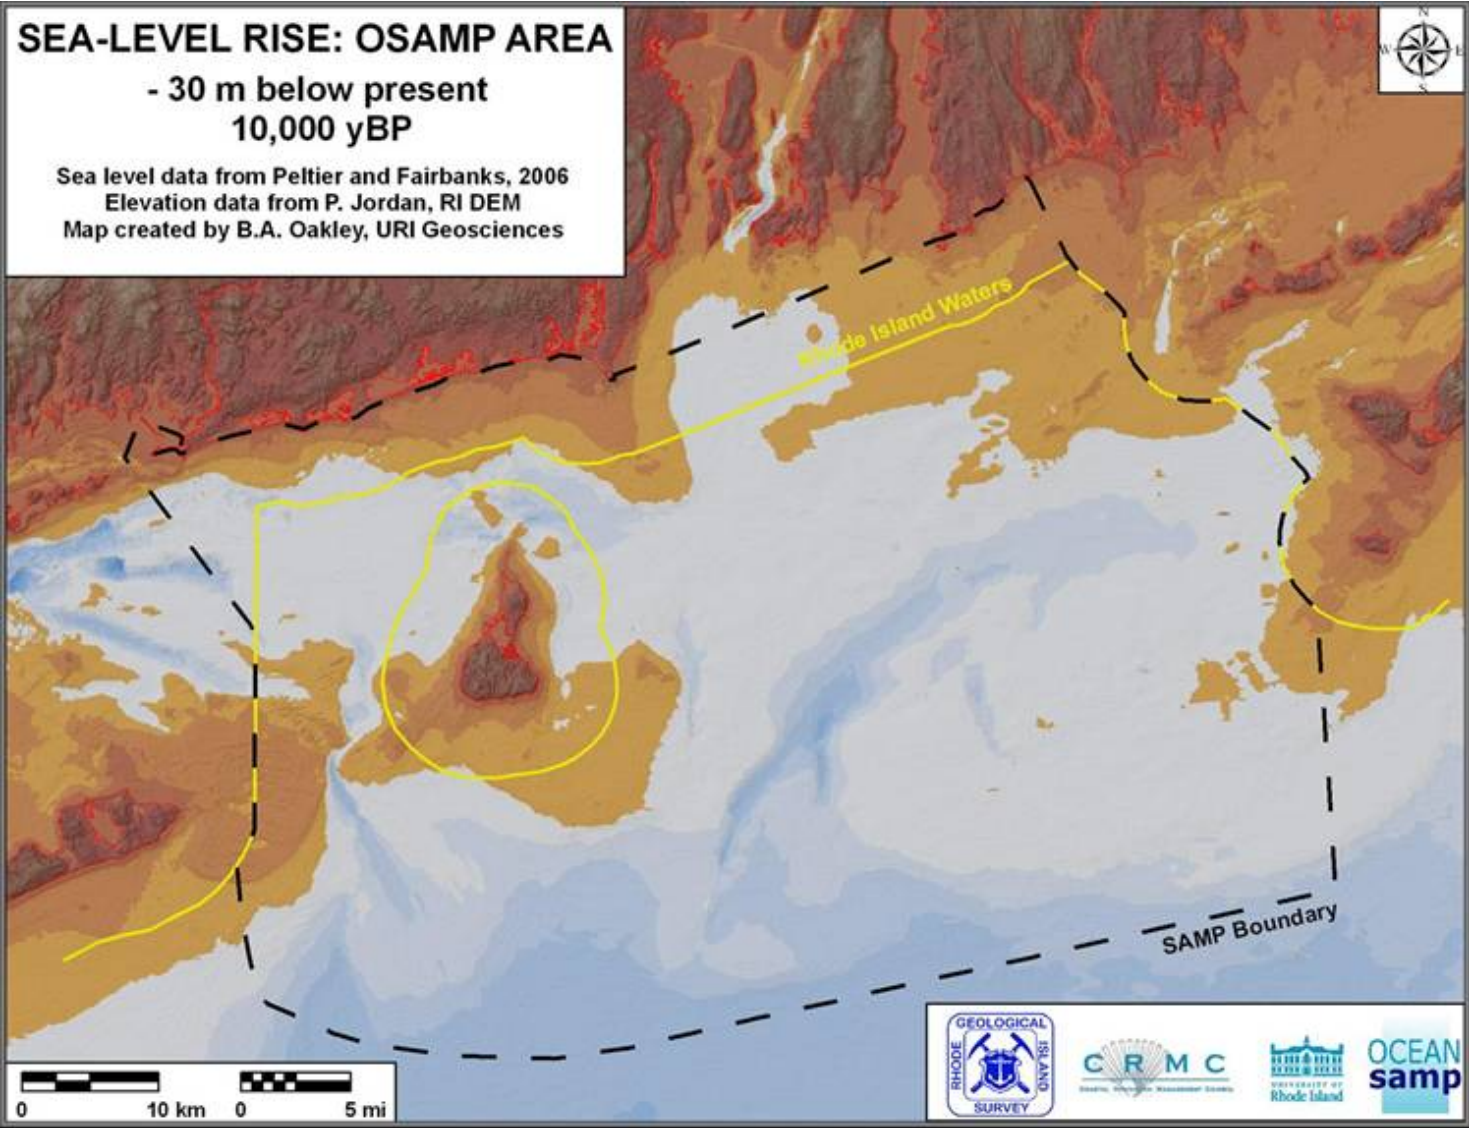 SEA-LEVEL RISE: OSAMP AREA
- 30 m below present
10,000 yBP
Sea level data from Peltier and Fairbanks, 2006
Elevation data from P. Jordan, RI DEM
Map created by B.A. Oakley, URI Geosciences
N
W E
S
Rhode Island Waters
SAMP Boundary
0 10 km 0 5 mi
GEOLOGICAL
RHODE
ISLAND
SURVEY
CRMC
UNIVERSITY OF
Rhode Island
OCEAN
samp